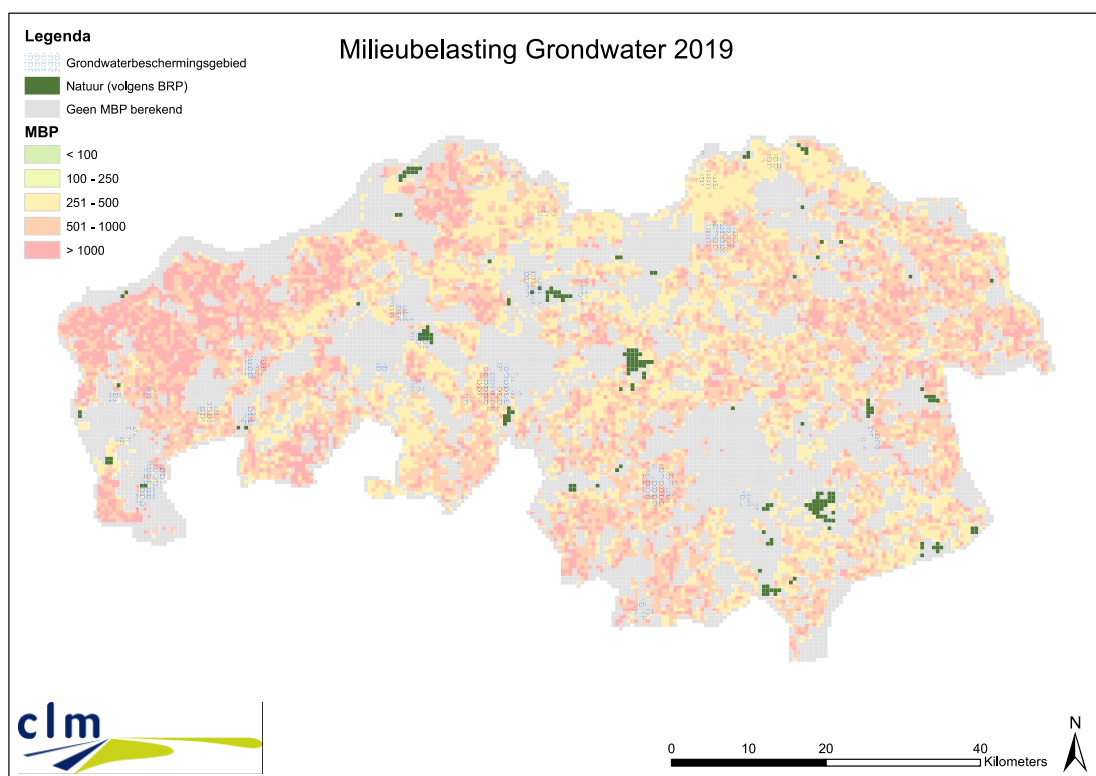 Milieubelasting Grondwater 2019
Legenda
Grondwaterbeschermingsgebied
Natuur (volgens BRP)
Geen MBP berekend
MBP
< 100
100 - 250
251 - 500
501 - 1000
> 1000
clm
0 10 20 40
Kilometers
N